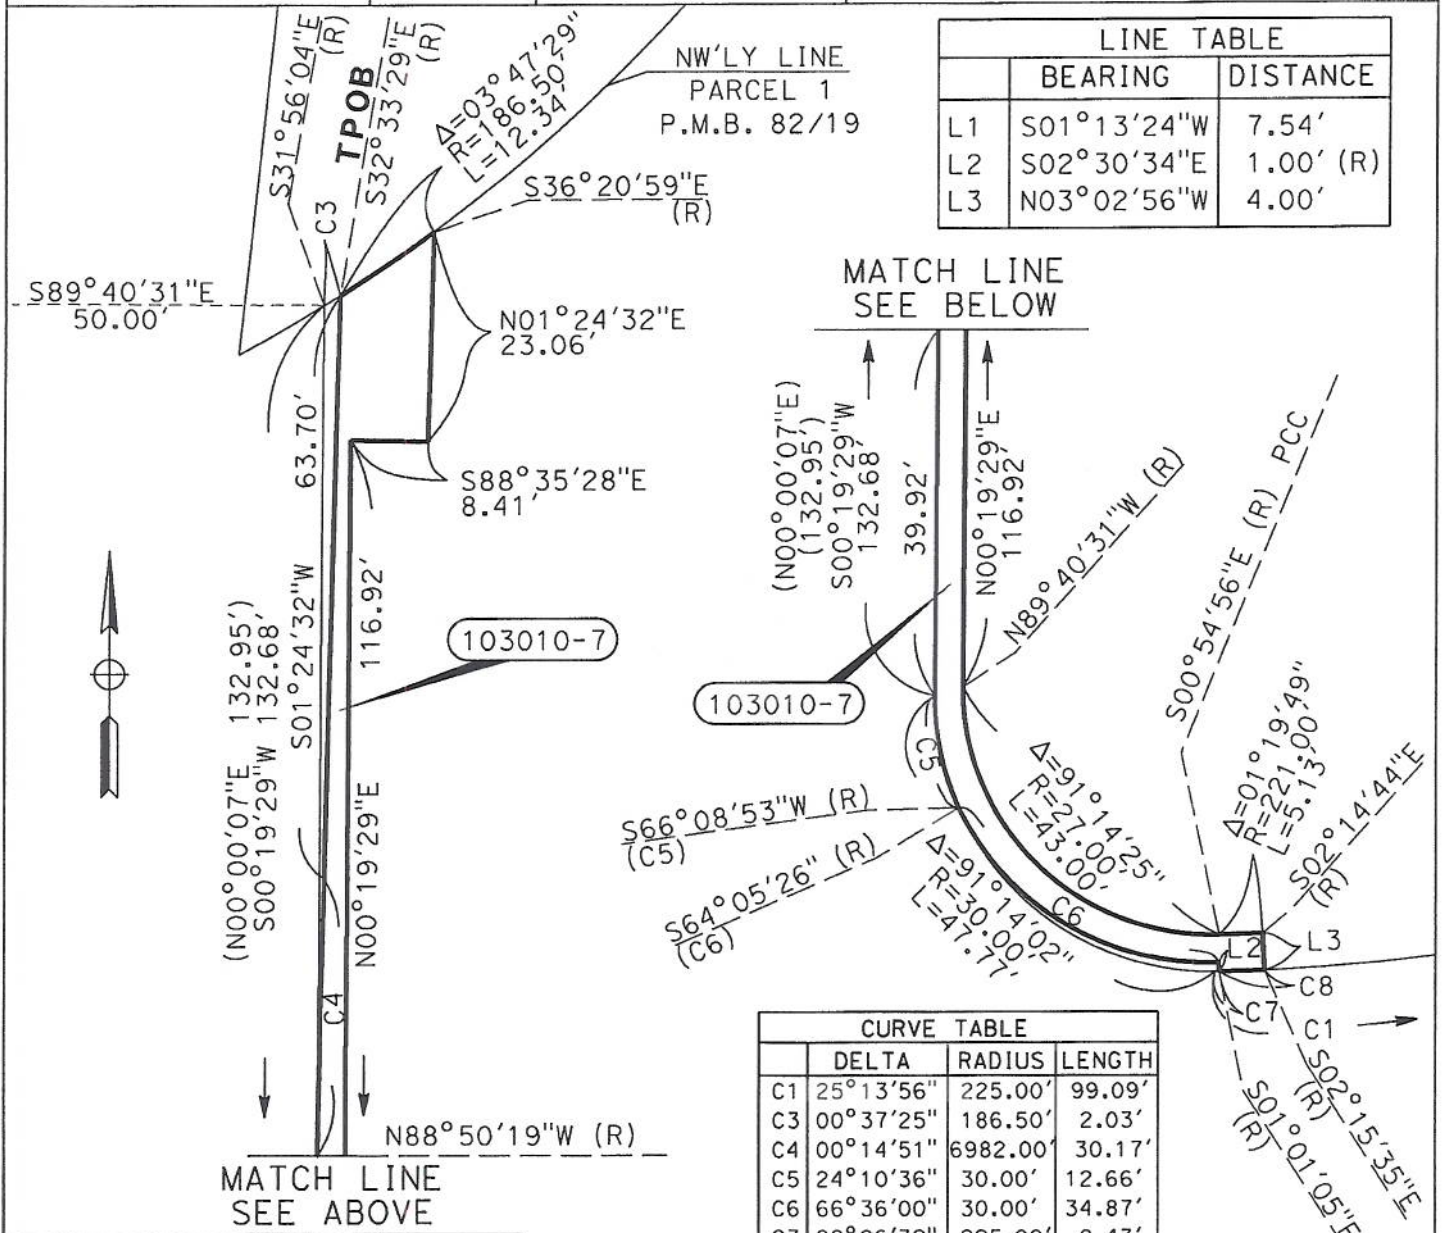 S31°56'04"E
(R)
TPOB
S32°33'29"E
(R)
Δ=03°47'29"
R=186.50'
L=12.34'
NW'LY LINE
PARCEL 1
P.M.B. 82/19
S36°20'59"E
(R)
C3
S89°40'31"E
50.00'
N01°24'32"E
23.06'
S88°35'28"E
8.41'
63.70'
S01°24'32"W
(N00°00'07"E 132.95')
S00°19'29"W 132.68'
116.92'
N00°19'29"E
103010-7
C4
N88°50'19"W (R)
MATCH LINE
SEE ABOVE
LINE TABLE
BEARING DISTANCE
L1 S01°13'24"W 7.54'
L2 S02°30'34"E 1.00' (R)
L3 N03°02'56"W 4.00'
MATCH LINE
SEE BELOW
(N00°00'07"E)
(132.95')
S00°19'29"W
132.68'
39.92'
N00°19'29"E
116.92'
N89°40'31"W (R)
103010-7
C5
S66°08'53"W (R)
(C5)
S64°05'26" (R)
(C6)
Δ=91°14'25"
R=27.00'
L=43.00'
C6
Δ=91°14'02"
R=30.00'
L=47.77'
S00°54'56"E (R) PCC
Δ=01°19'49"
R=221.00'
L=5.13'
S02°14'44"E
(R)
L2
L3
C8
C7
C1
S02°15'35"E
(R)
S01°01'05"E
(R)
CURVE TABLE
DELTA RADIUS LENGTH
C1 25°13'56" 225.00' 99.09'
C3 00°37'25" 186.50' 2.03'
C4 00°14'51" 6982.00' 30.17'
C5 24°10'36" 30.00' 12.66'
C6 66°36'00" 30.00' 34.87'